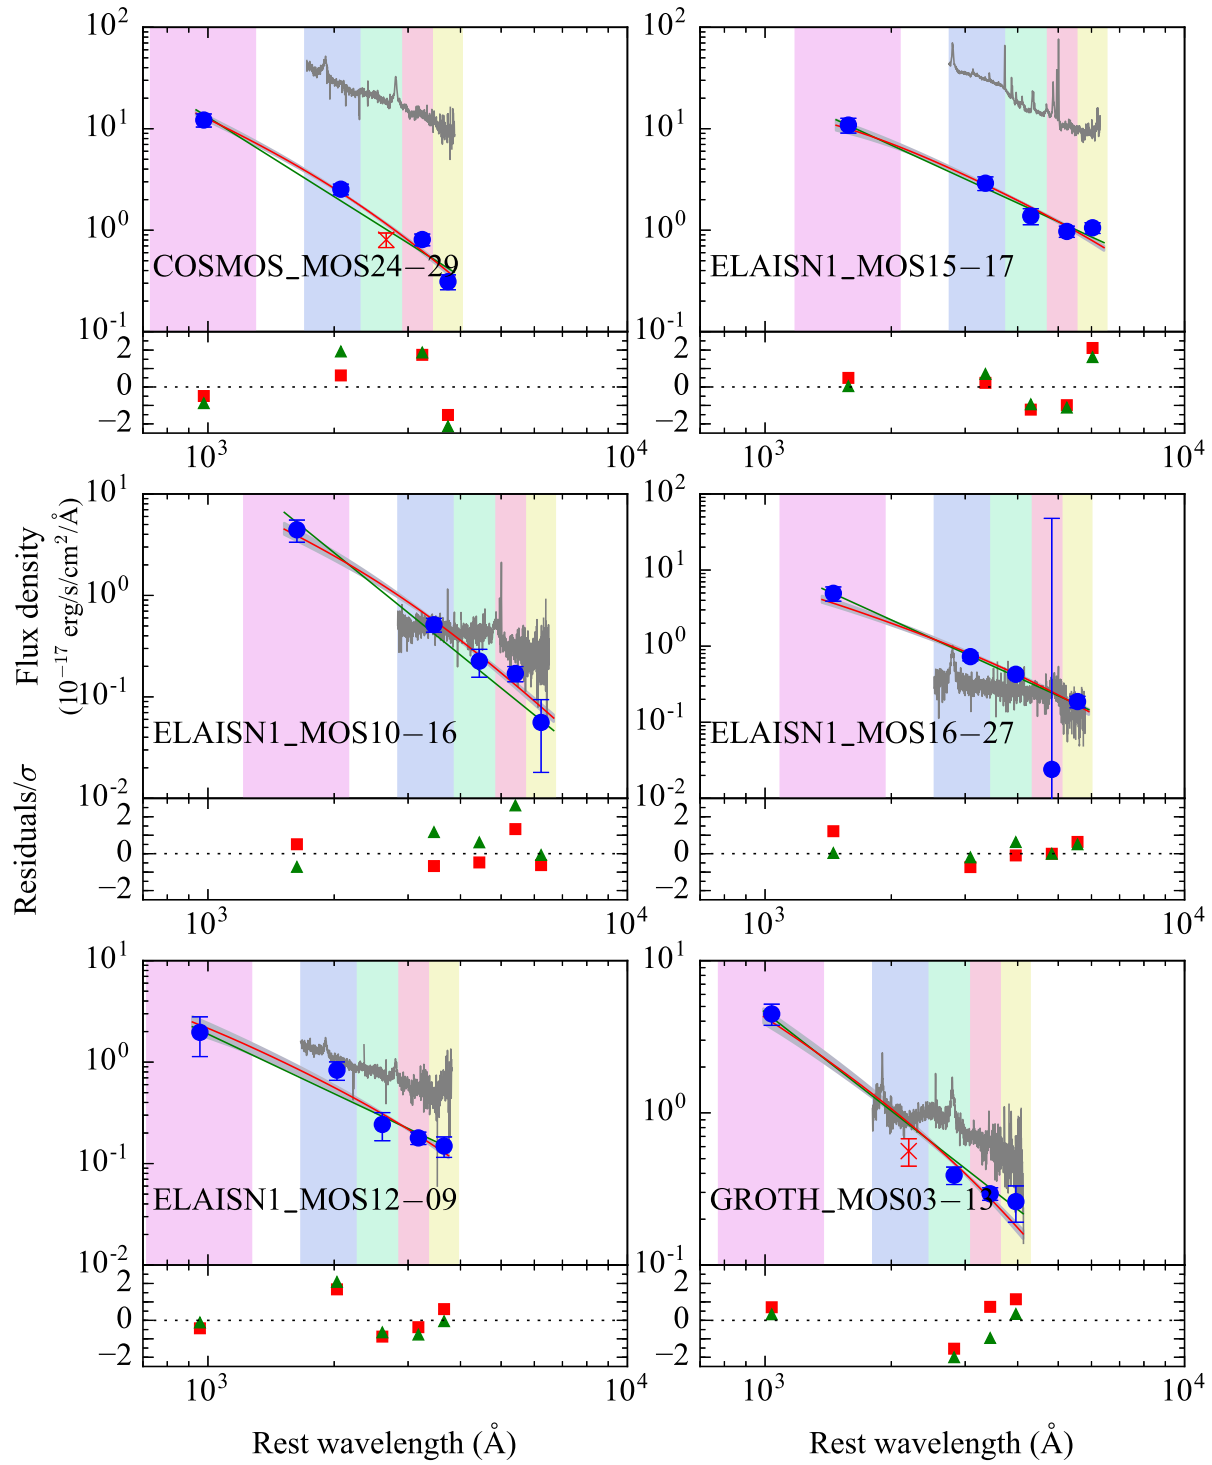 10² 10²
10¹ 10¹
10⁰ 10⁰
COSMOS_MOS24−29 ELAISN1_MOS15−17
10⁻¹ 10⁻¹
2 2
0 0
−2 −2
10³ 10⁴ 10³ 10⁴
10¹ 10²
10¹
10⁰
10⁰
10⁻¹
10⁻¹
ELAISN1_MOS10−16 ELAISN1_MOS16−27
10⁻² 10⁻²
2 2
0 0
−2 −2
10³ 10⁴ 10³ 10⁴
Flux density
(10⁻¹⁷ erg/s/cm²/Å)
Residuals/σ
10¹ 10¹
10⁰
10⁰
10⁻¹
ELAISN1_MOS12−09 GROTH_MOS03−13
10⁻² 10⁻¹
2 2
0 0
−2 −2
10³ 10⁴ 10³ 10⁴
Rest wavelength (Å) Rest wavelength (Å)